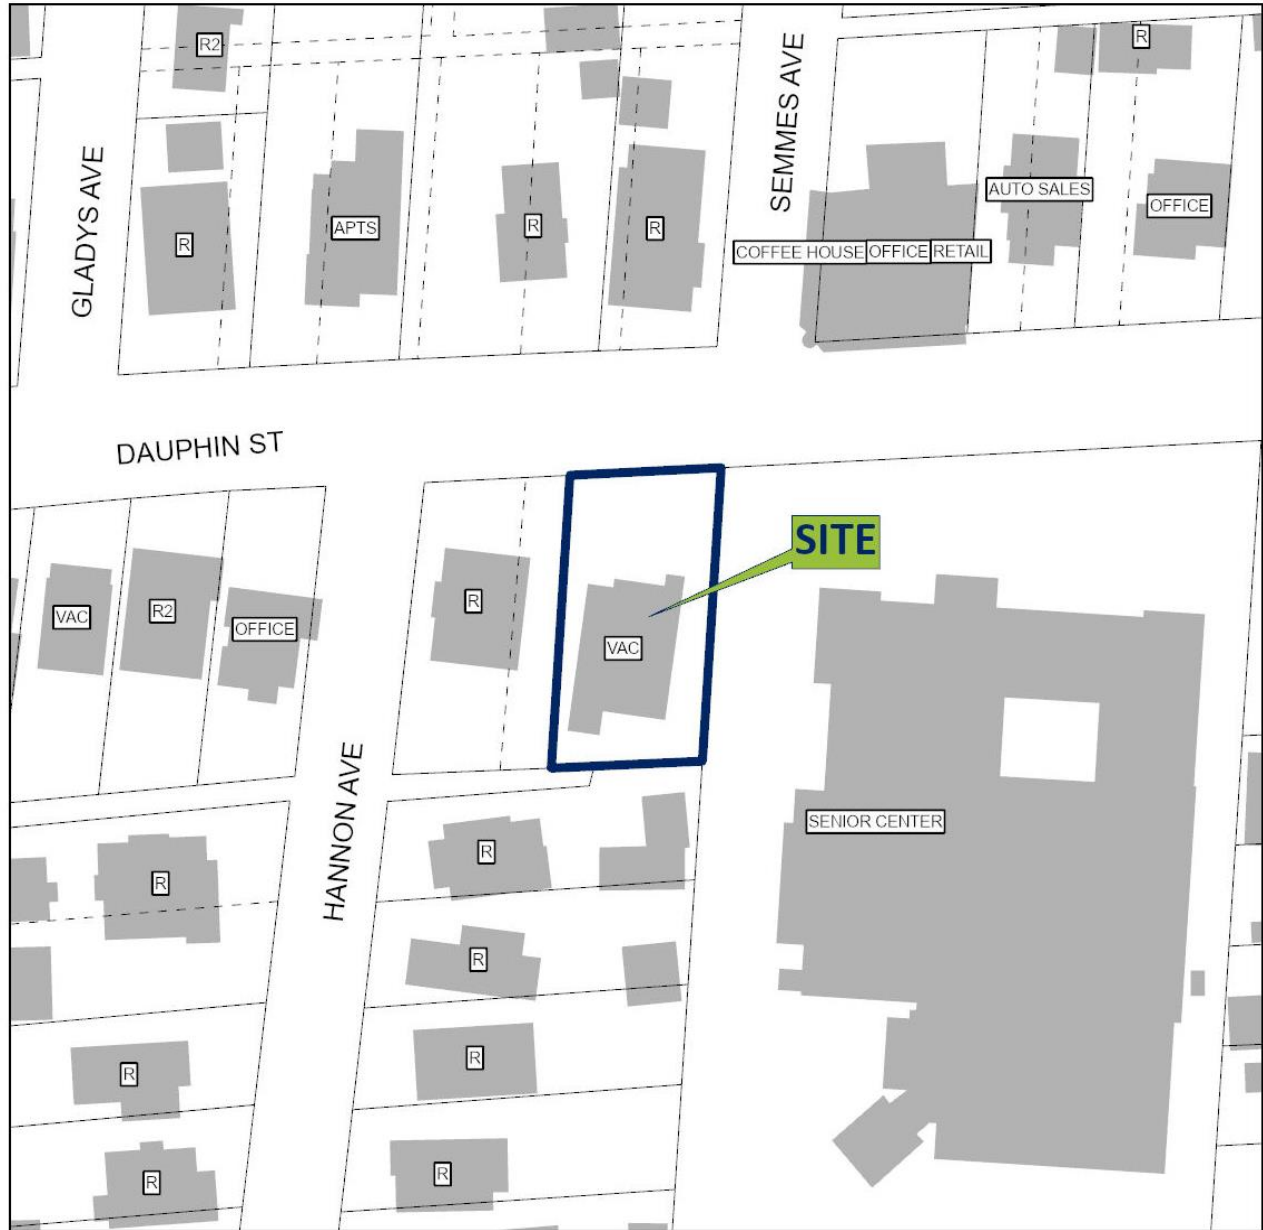 R2
R
SEMMES AVE
GLADYS AVE
AUTO SALES
OFFICE
R
APTS
R
R
COFFEE HOUSE
OFFICE
RETAIL
DAUPHIN ST
SITE
VAC
R2
OFFICE
R
VAC
HANNON AVE
SENIOR CENTER
R
R
R
R
R
R
R